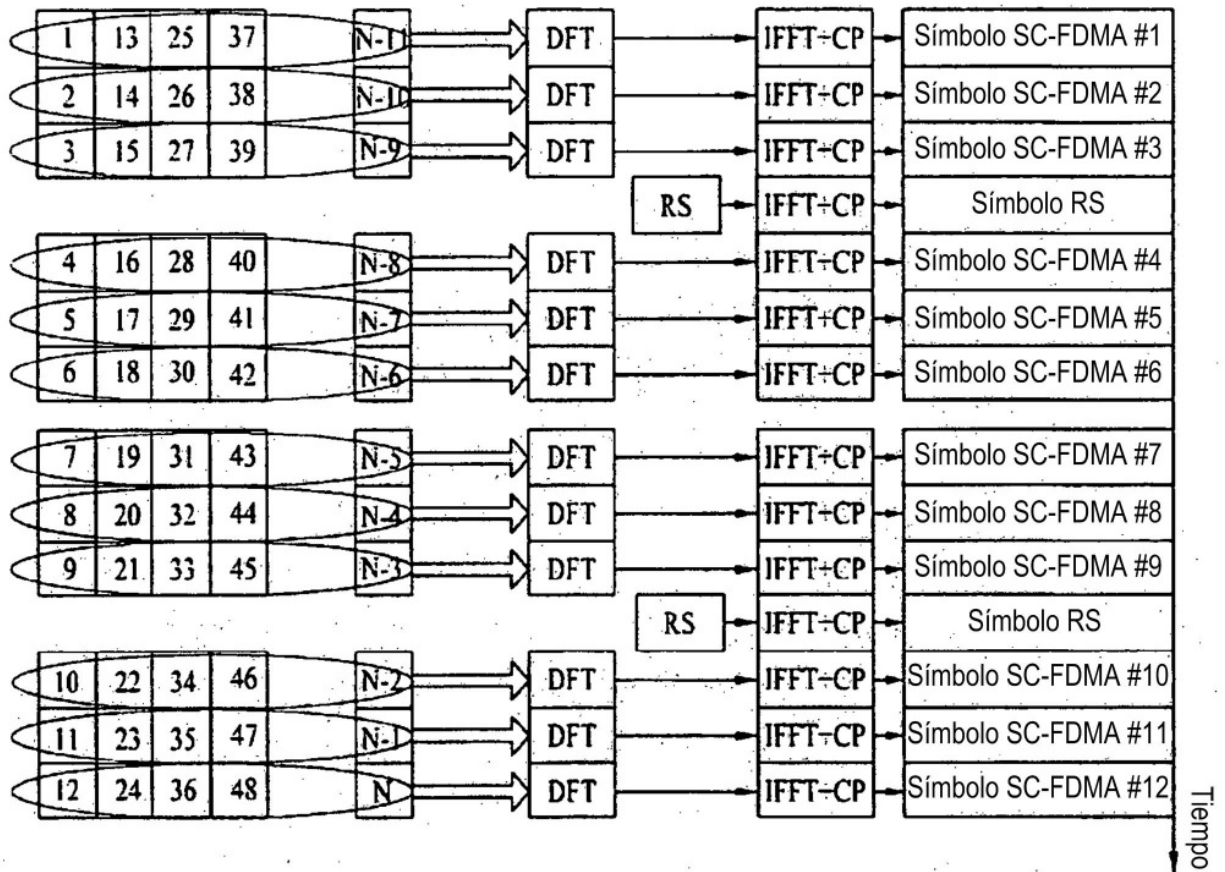 1 13 25 37 N-11 DFT IFFT+CP Símbolo SC-FDMA #1
2 14 26 38 N-10 DFT IFFT+CP Símbolo SC-FDMA #2
3 15 27 39 N-9 DFT IFFT+CP Símbolo SC-FDMA #3
RS IFFT+CP Símbolo RS
4 16 28 40 N-8 DFT IFFT+CP Símbolo SC-FDMA #4
5 17 29 41 N-7 DFT IFFT+CP Símbolo SC-FDMA #5
6 18 30 42 N-6 DFT IFFT+CP Símbolo SC-FDMA #6
7 19 31 43 N-5 DFT IFFT+CP Símbolo SC-FDMA #7
8 20 32 44 N-4 DFT IFFT+CP Símbolo SC-FDMA #8
9 21 33 45 N-3 DFT IFFT+CP Símbolo SC-FDMA #9
RS IFFT+CP Símbolo RS
10 22 34 46 N-2 DFT IFFT+CP Símbolo SC-FDMA #10
11 23 35 47 N-1 DFT IFFT+CP Símbolo SC-FDMA #11
12 24 36 48 N DFT IFFT+CP Símbolo SC-FDMA #12
Tiempo